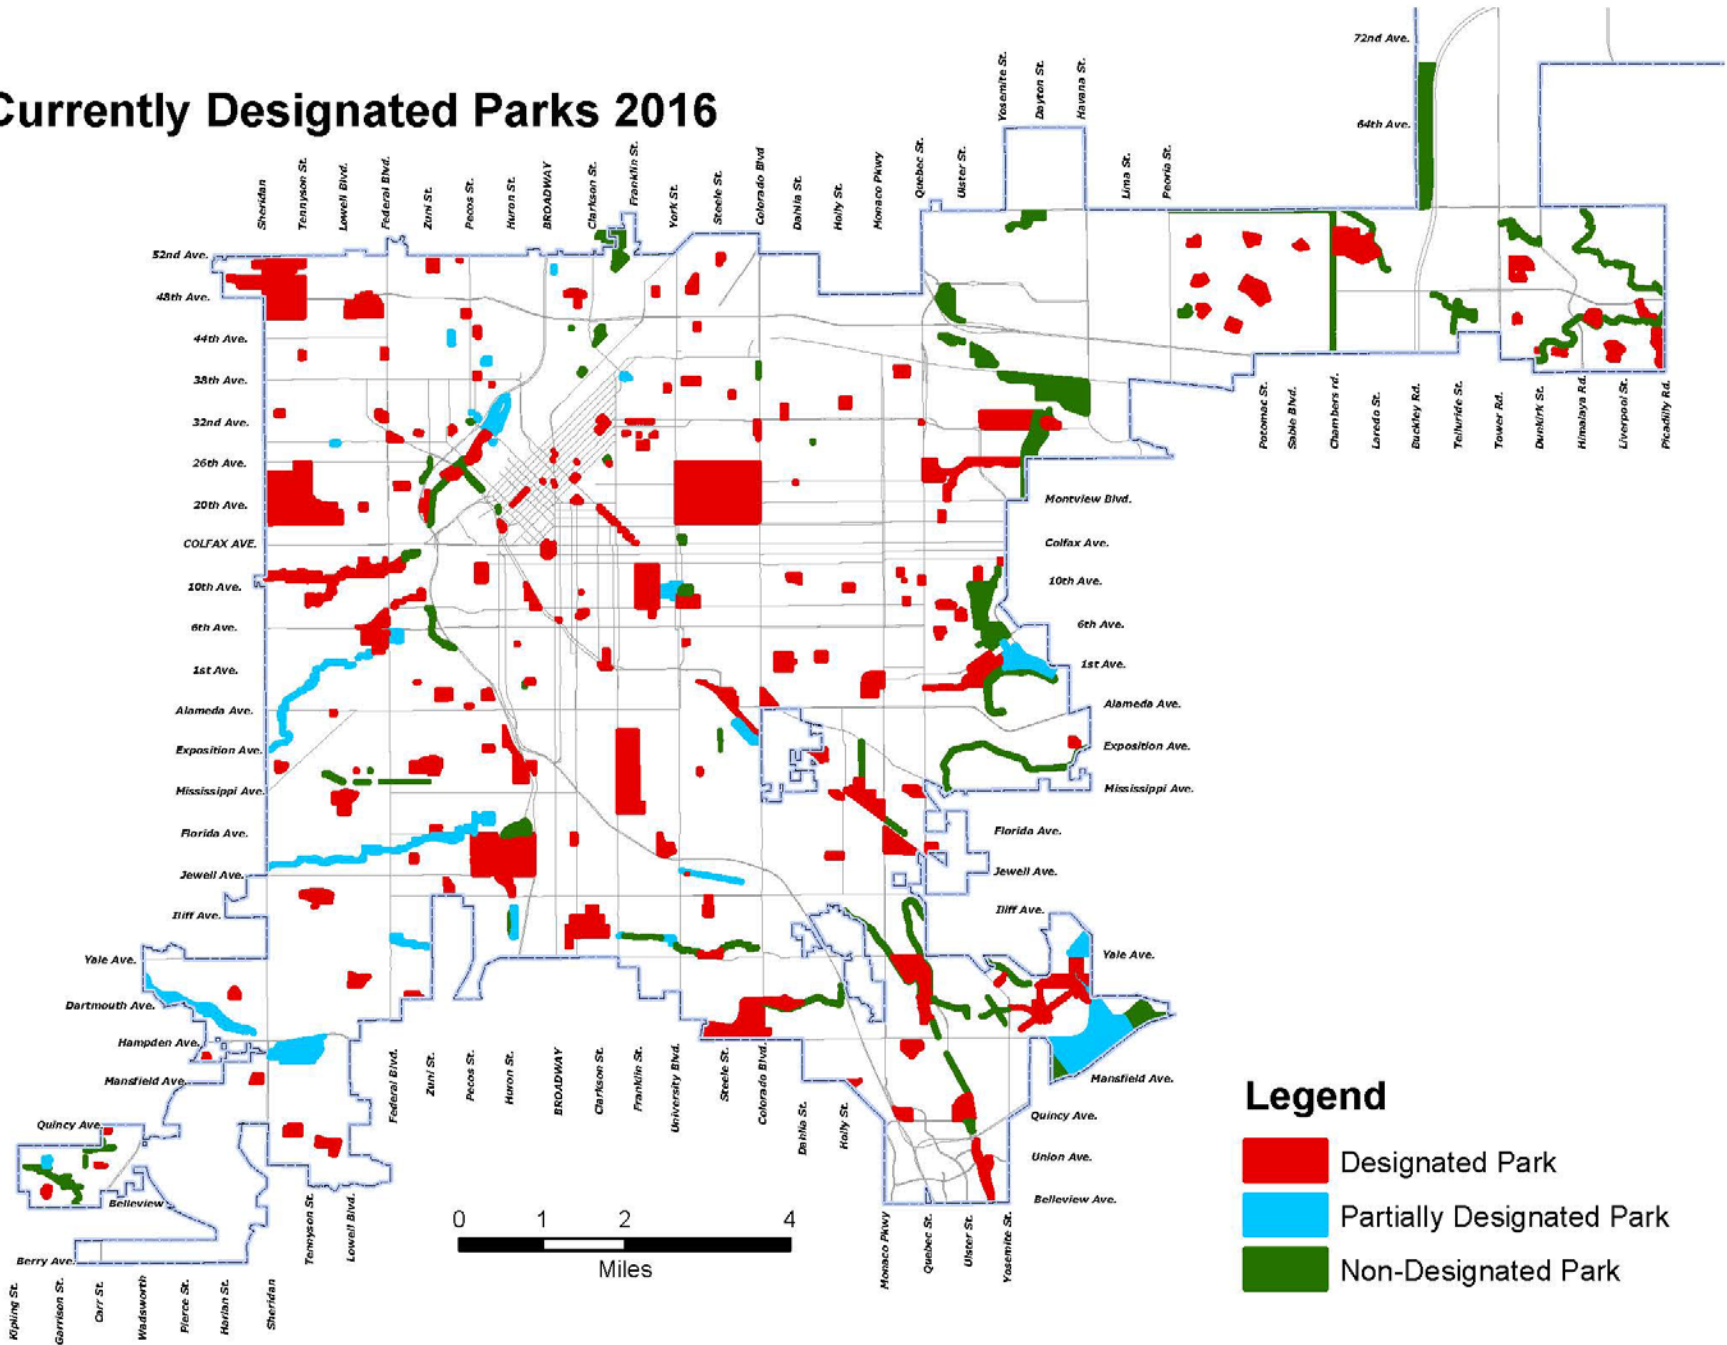 Currently Designated Parks 2016
72nd Ave.
64th Ave.
Yosemite St.
Dayton St.
Havana St.
Sheridan
Tennyson St.
Lowell Blvd.
Federal Blvd.
Zuni St.
Pecos St.
Huron St.
BROADWAY
Clarkson St.
Franklin St.
York St.
Steele St.
Colorado Blvd
Dahlia St.
Holly St.
Monaco Pkwy
Quebec St.
Ulster St.
Lima St.
Peoria St.
52nd Ave.
48th Ave.
44th Ave.
38th Ave.
32nd Ave.
26th Ave.
20th Ave.
COLFAX AVE.
10th Ave.
6th Ave.
1st Ave.
Alameda Ave.
Exposition Ave.
Mississippi Ave.
Florida Ave.
Jewell Ave.
Iliff Ave.
Yale Ave.
Dartmouth Ave.
Hampden Ave.
Mansfield Ave.
Quincy Ave.
Belleview
Berry Ave.
Potomac St.
Sable Blvd.
Chambers rd.
Laredo St.
Buckley Rd.
Telluride St.
Tower Rd.
Dunkirk St.
Himalaya Rd.
Liverpool St.
Picadilly Rd.
Montview Blvd.
Colfax Ave.
10th Ave.
6th Ave.
1st Ave.
Alameda Ave.
Exposition Ave.
Mississippi Ave.
Florida Ave.
Jewell Ave.
Iliff Ave.
Yale Ave.
Mansfield Ave.
Quincy Ave.
Union Ave.
Belleview Ave.
Federal Blvd.
Zuni St.
Pecos St.
Huron St.
BROADWAY
Clarkson St.
Franklin St.
University Blvd.
Steele St.
Colorado Blvd.
Dahlia St.
Holly St.
Monaco Pkwy
Quebec St.
Ulster St.
Yosemite St.
Kipling St.
Garrison St.
Carr St.
Wadsworth
Pierce St.
Harlan St.
Sheridan
Tennyson St.
Lowell Blvd.
0 1 2 4
Miles
Legend
Designated Park
Partially Designated Park
Non-Designated Park